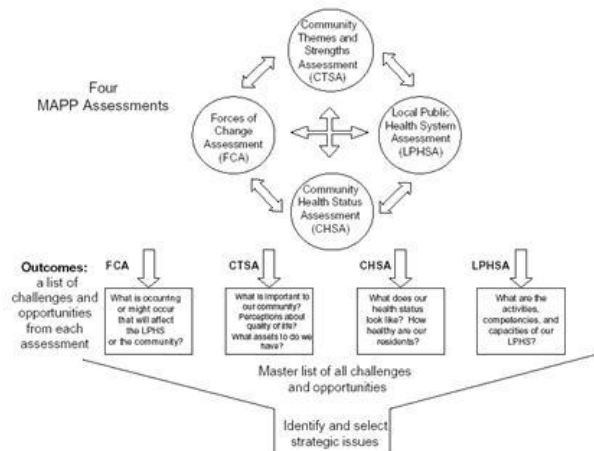 Four
MAPP Assessments
Community
Themes and
Strengths
Assessment
(CTSA)
Forces of
Change
Assessment
(FCA)
Local Public
Health System
Assessment
(LPHSA)
Community
Health Status
Assessment
(CHSA)
Outcomes:
a list of
challenges and
opportunities
from each
assessment
FCA
What is occurring
or might occur
that will affect
the LPHS
or the community?
CTSA
What is important to
our community?
Perceptions about
quality of life?
What assets to do we
have?
CHSA
What does our
health status
look like? How
healthy are our
residents?
LPHSA
What are the
activities,
competencies, and
capacities of our
LPHS?
Master list of all challenges
and opportunities
Identify and select
strategic issues